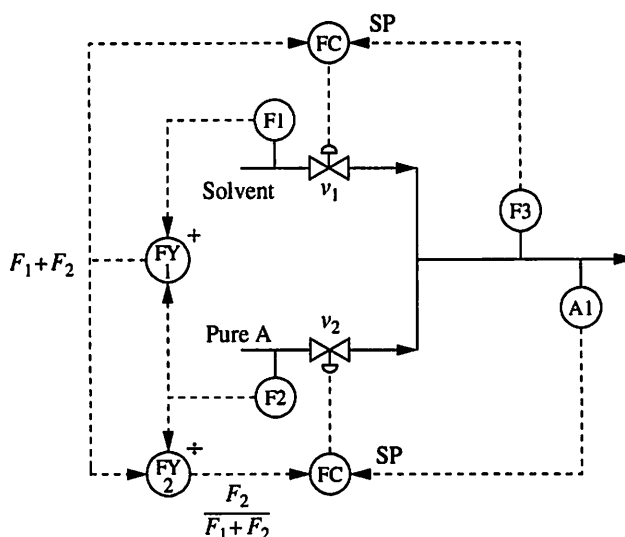 FC
SP
F1
Solvent
v₁
F3
FY
1
+
F₁ + F₂
A1
Pure A
v₂
F2
FY
2
÷
FC
SP
F₂
F₁ + F₂